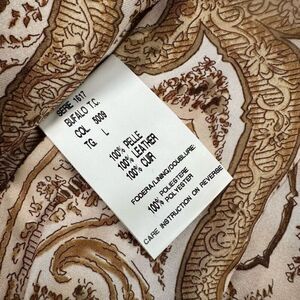 SERIE 1617
BUFALO T.C.
COL. 5009
TG. L
100% PELLE
100% LEATHER
100% CUIR
FODERA/LINING/DOUBLURE:
100% POLIESTERE
100% POLYESTER
CARE INSTRUCTION ON REVERSE